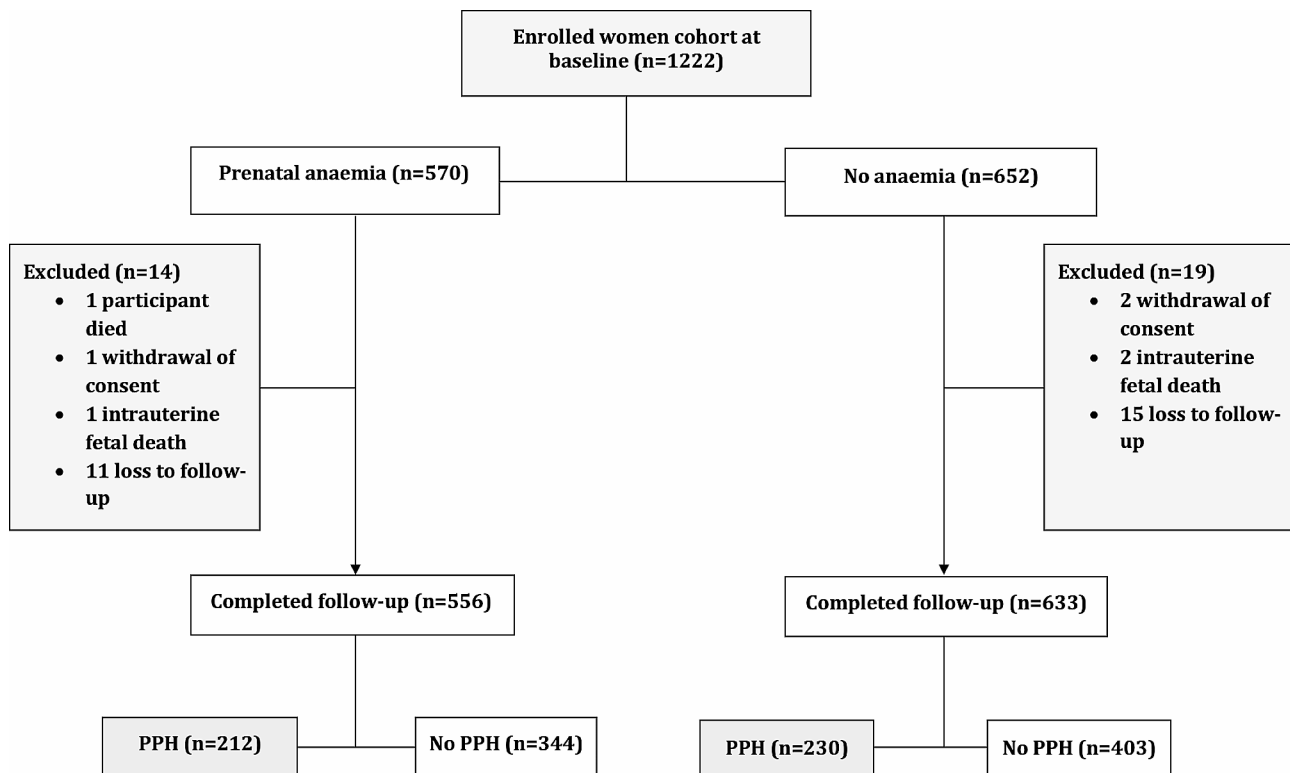 Enrolled women cohort at
baseline (n=1222)
Prenatal anaemia (n=570)
No anaemia (n=652)
Excluded (n=14)
• 1 participant
died
• 1 withdrawal of
consent
• 1 intrauterine
fetal death
• 11 loss to follow-
up
Excluded (n=19)
• 2 withdrawal of
consent
• 2 intrauterine
fetal death
• 15 loss to follow-
up
Completed follow-up (n=556)
Completed follow-up (n=633)
PPH (n=212)
No PPH (n=344)
PPH (n=230)
No PPH (n=403)